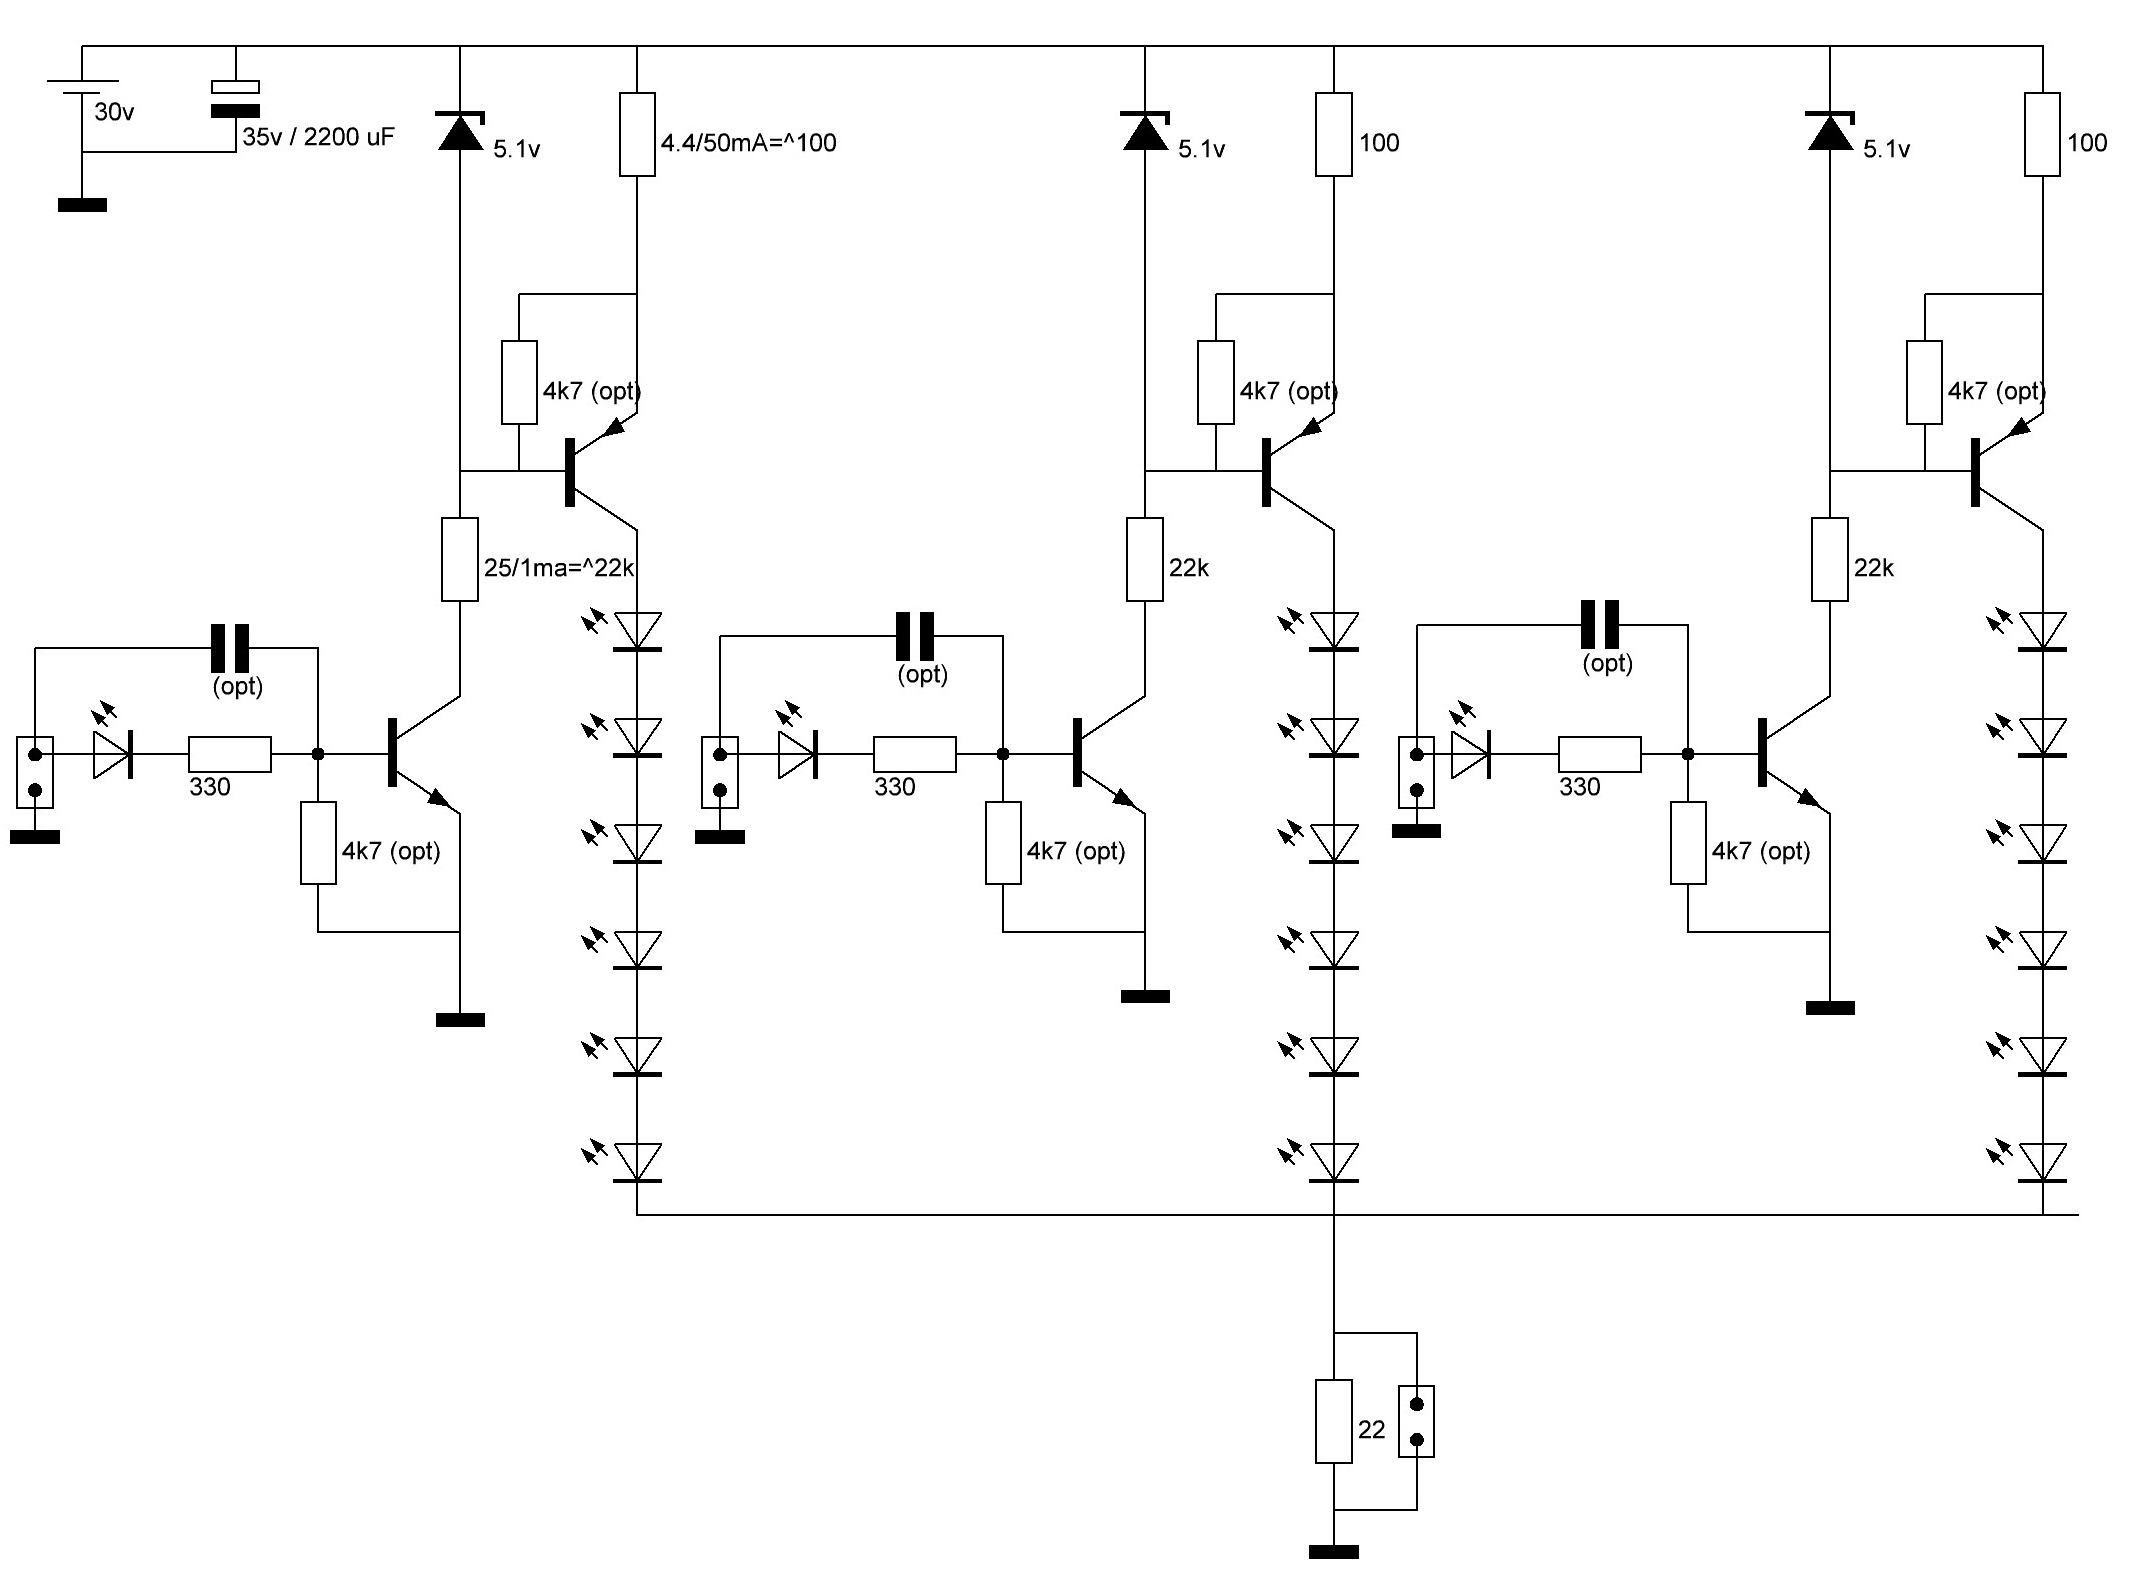 30v
35v / 2200 uF
5.1v
4.4/50mA=^100
5.1v
100
5.1v
100
4k7 (opt)
4k7 (opt)
4k7 (opt)
25/1ma=^22k
22k
22k
(opt)
(opt)
(opt)
330
330
330
4k7 (opt)
4k7 (opt)
4k7 (opt)
22